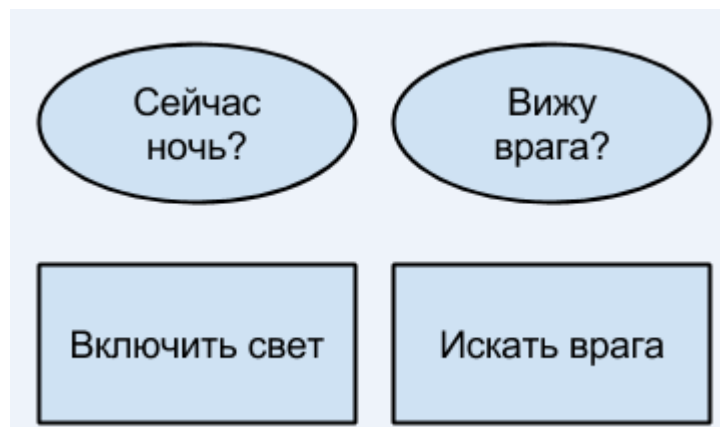 Сейчас
ночь?
Вижу
врага?
Включить свет
Искать врага